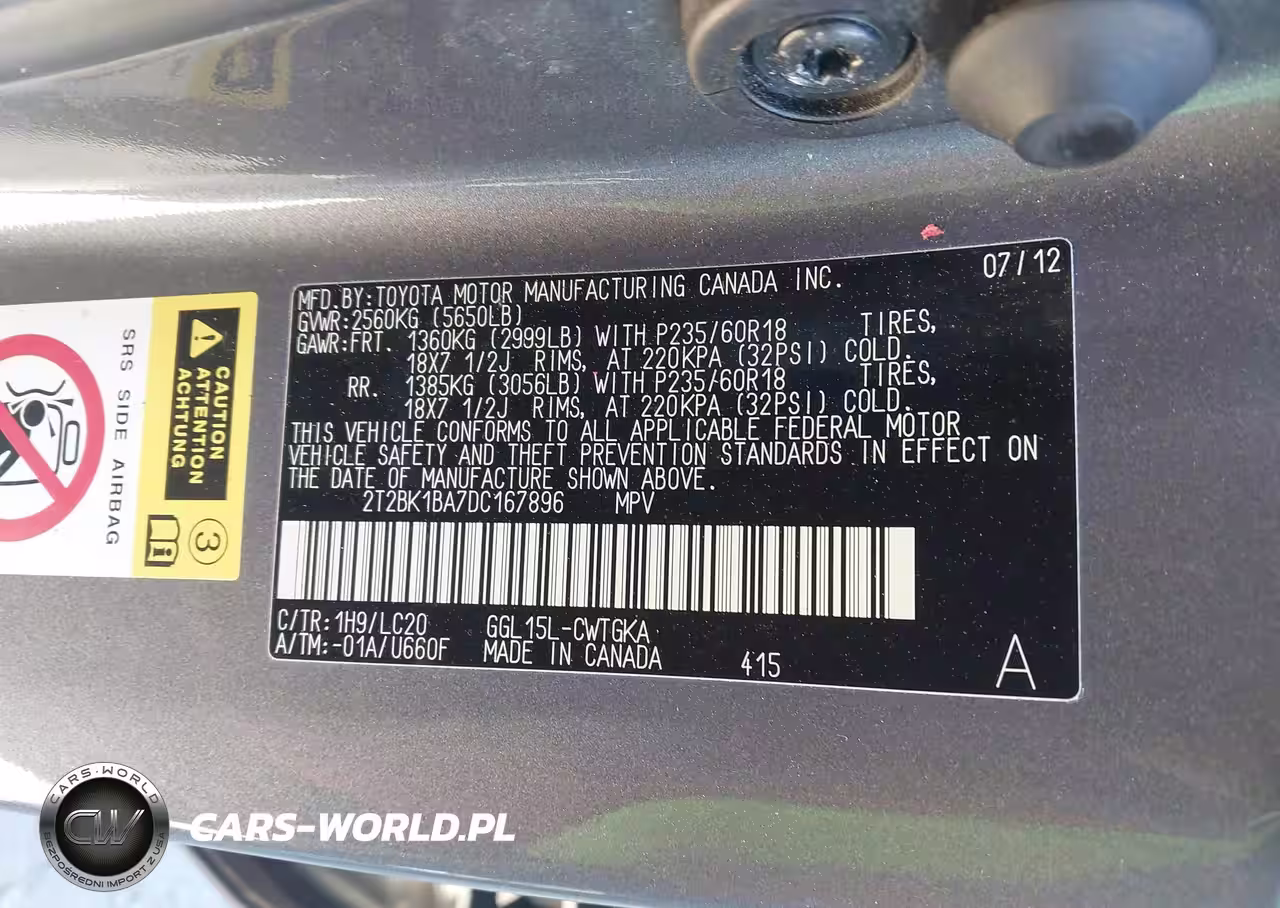 07/12
MFD.BY:TOYOTA MOTOR MANUFACTURING CANADA INC.
GVWR:2560KG (5650LB)
GAWR:FRT. 1360KG (2999LB) WITH P235/60R18 TIRES,
18X7 1/2J RIMS, AT 220KPA (32PSI) COLD.
RR. 1385KG (3056LB) WITH P235/60R18 TIRES,
18X7 1/2J RIMS, AT 220KPA (32PSI) COLD.
THIS VEHICLE CONFORMS TO ALL APPLICABLE FEDERAL MOTOR
VEHICLE SAFETY AND THEFT PREVENTION STANDARDS IN EFFECT ON
THE DATE OF MANUFACTURE SHOWN ABOVE.
2T2BK1BA7DC167896 MPV
C/TR:1H9/LC20 GGL15L-CWTGKA
A/TM:-01A/U660F MADE IN CANADA 415 A
CAUTION
ATTENTION
ACHTUNG
SRS SIDE AIRBAG
3
CARS-WORLD
CW
BEZPOŚREDNI IMPORT Z USA
CARS-WORLD.PL